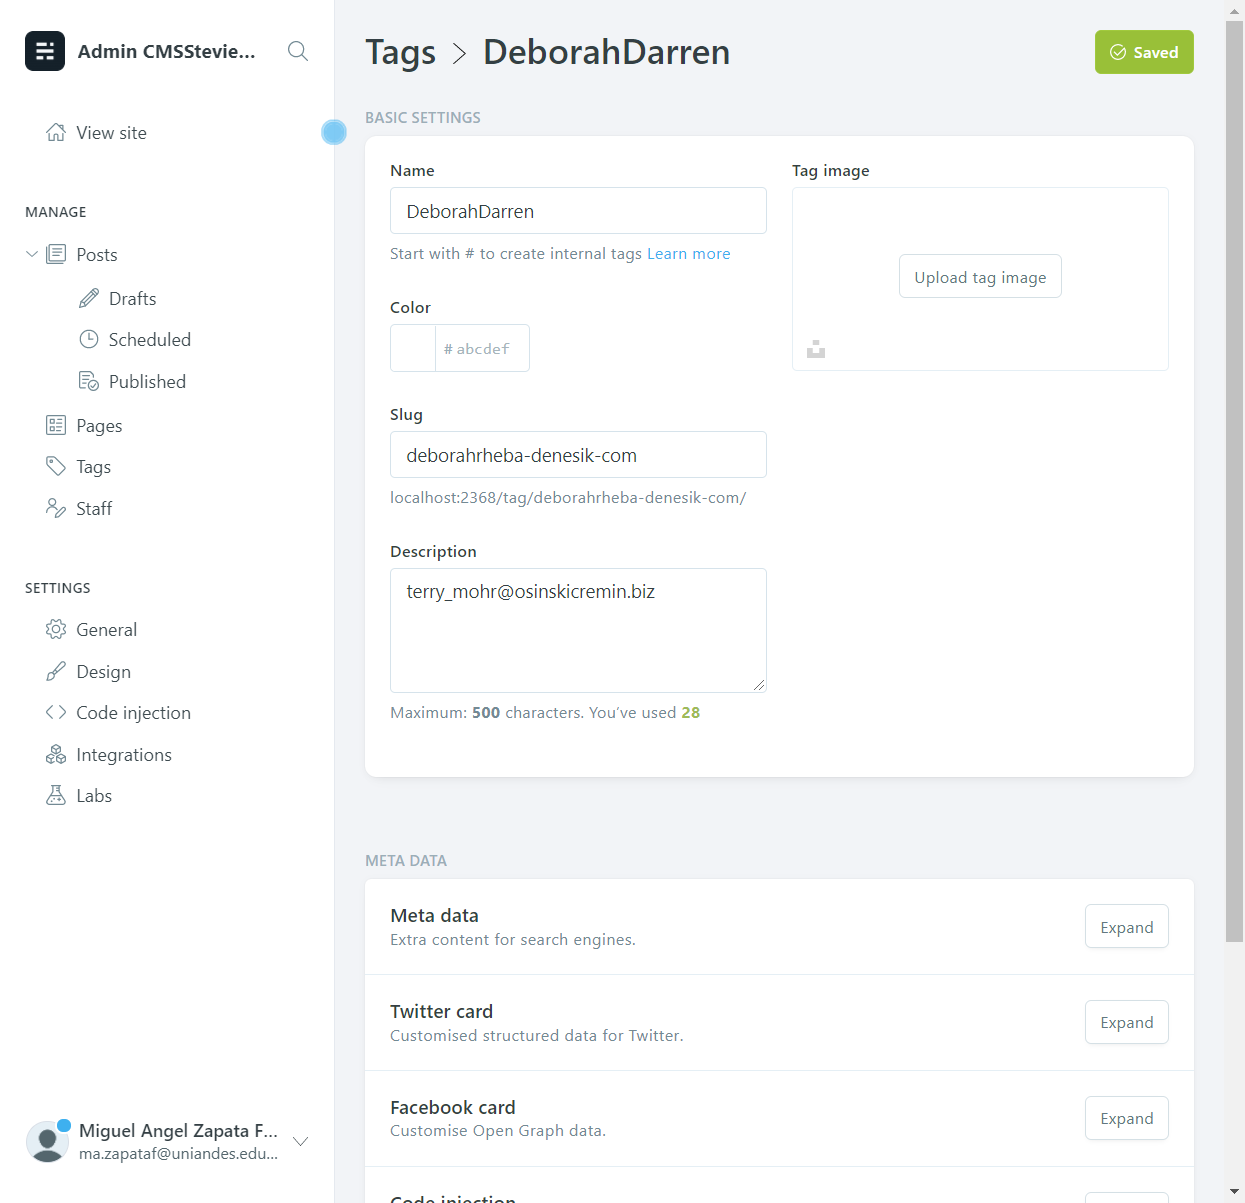 Admin CMSStevie...
View site
MANAGE
Posts
Drafts
Scheduled
Published
Pages
Tags
Staff
SETTINGS
General
Design
Code injection
Integrations
Labs
Miguel Angel Zapata F...
ma.zapataf@uniandes.edu...
Tags > DeborahDarren
Saved
BASIC SETTINGS
Name
DeborahDarren
Start with # to create internal tags Learn more
Color
# abcdef
Slug
deborahrheba-denesik-com
localhost:2368/tag/deborahrheba-denesik-com/
Description
terry_mohr@osinskicremin.biz
Maximum: 500 characters. You’ve used 28
Tag image
Upload tag image
META DATA
Meta data
Extra content for search engines.
Expand
Twitter card
Customised structured data for Twitter.
Expand
Facebook card
Customise Open Graph data.
Expand
Code injection